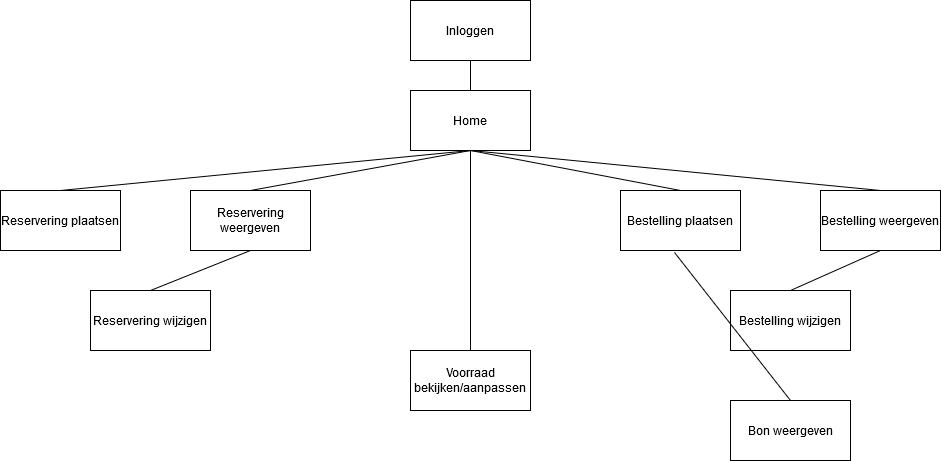 Inloggen
Home
Reservering plaatsen
Reservering
weergeven
Bestelling plaatsen
Bestelling weergeven
Reservering wijzigen
Bestelling wijzigen
Voorraad
bekijken/aanpassen
Bon weergeven